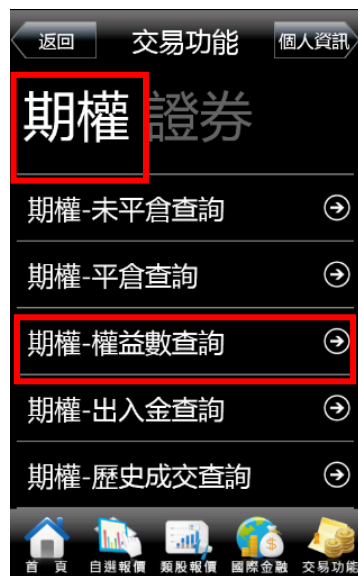 返回 交易功能 個人資訊
期權 證券
期權-未平倉查詢
期權-平倉查詢
期權-權益數查詢
期權-出入金查詢
期權-歷史成交查詢
首 頁 自選報價 類股報價 國際金融 交易功能